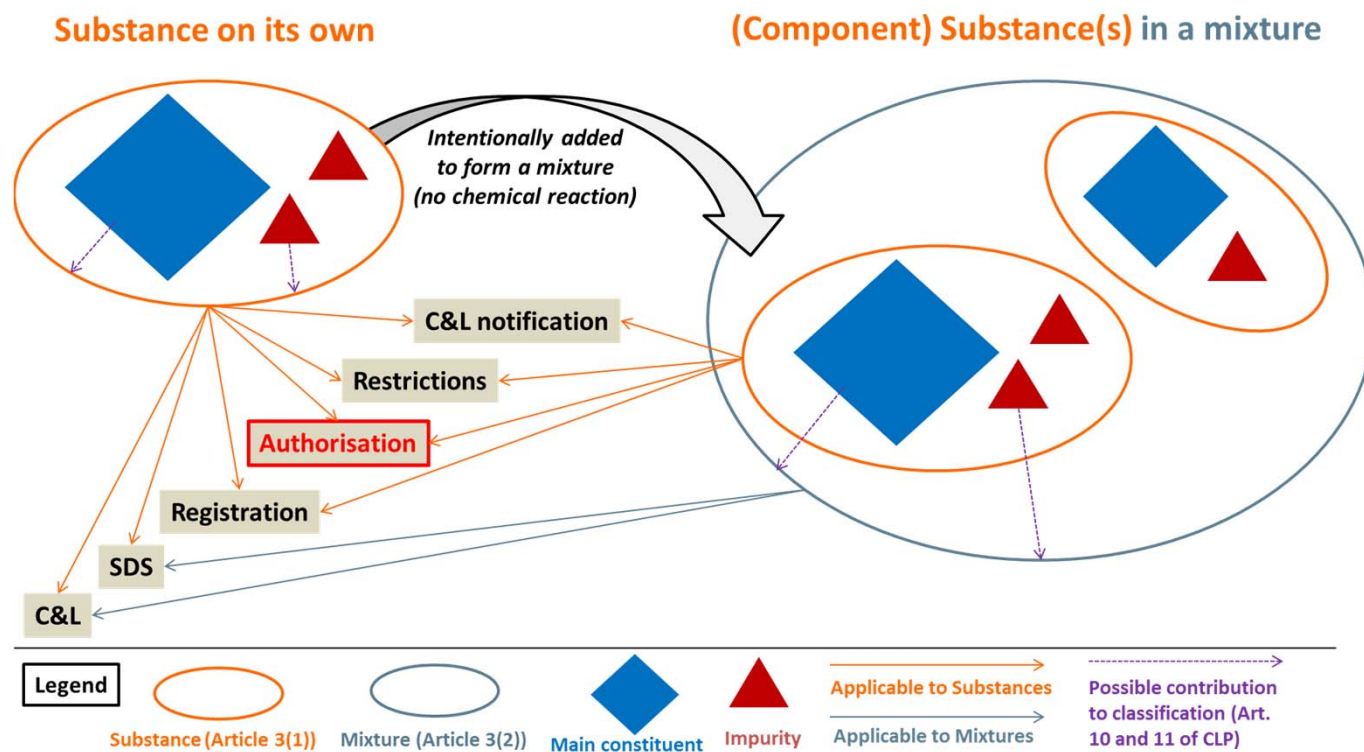 Substance on its own
(Component) Substance(s) in a mixture
Intentionally added
to form a mixture
(no chemical reaction)
C&L notification
Restrictions
Authorisation
Registration
SDS
C&L
Legend
Substance (Article 3(1))
Mixture (Article 3(2))
Main constituent
Impurity
Applicable to Substances
Applicable to Mixtures
Possible contribution
to classification (Art.
10 and 11 of CLP)